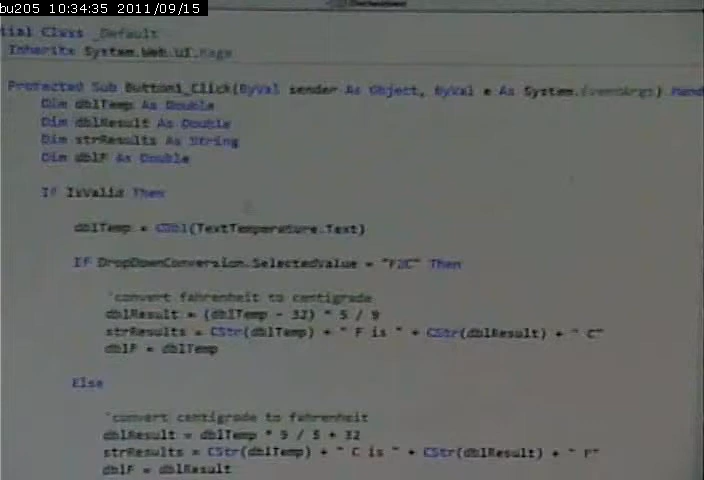 bu205 10:34:35 2011/09/15
tial Class _Default
Inherits System.Web.UI.Page
Protected Sub Button1_Click(ByVal sender As Object, ByVal e As System.EventArgs) Hand
Dim dblTemp As Double
Dim dblResult As Double
Dim strResults As String
Dim dblF As Double
If IsValid Then
dblTemp = CDbl(TextTemperature.Text)
If DropDownConversion.SelectedValue = "F2C" Then
'convert fahrenheit to centigrade
dblResult = (dblTemp - 32) * 5 / 9
strResults = CStr(dblTemp) + " F is " + CStr(dblResult) + " C"
dblF = dblTemp
Else
'convert centigrade to fahrenheit
dblResult = dblTemp * 9 / 5 + 32
strResults = CStr(dblTemp) + " C is " + CStr(dblResult) + " F"
dblF = dblResult